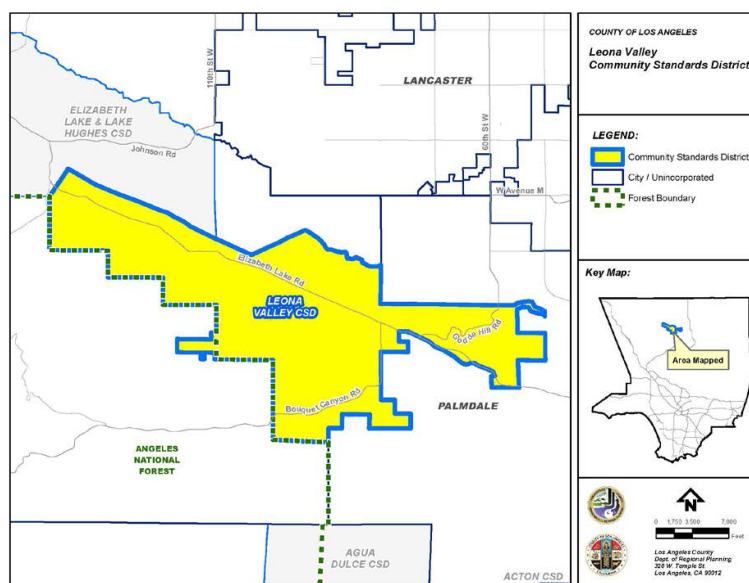 COUNTY OF LOS ANGELES
Leona Valley
Community Standards District
LEGEND:
Community Standards District
City / Unincorporated
Forest Boundary
Key Map:
Area Mapped
N
0 1,750 3,500 7,000
Feet
Los Angeles County
Dept. of Regional Planning
320 W. Temple St.
Los Angeles, CA 90012
110th St W
LANCASTER
60th St W
ELIZABETH
LAKE & LAKE
HUGHES CSD
Johnson Rd
W Avenue M
Elizabeth Lake Rd
LEONA
VALLEY CSD
Godde Hill Rd
Bouquet Canyon Rd
PALMDALE
ANGELES
NATIONAL
FOREST
AGUA
DULCE CSD
ACTON CSD